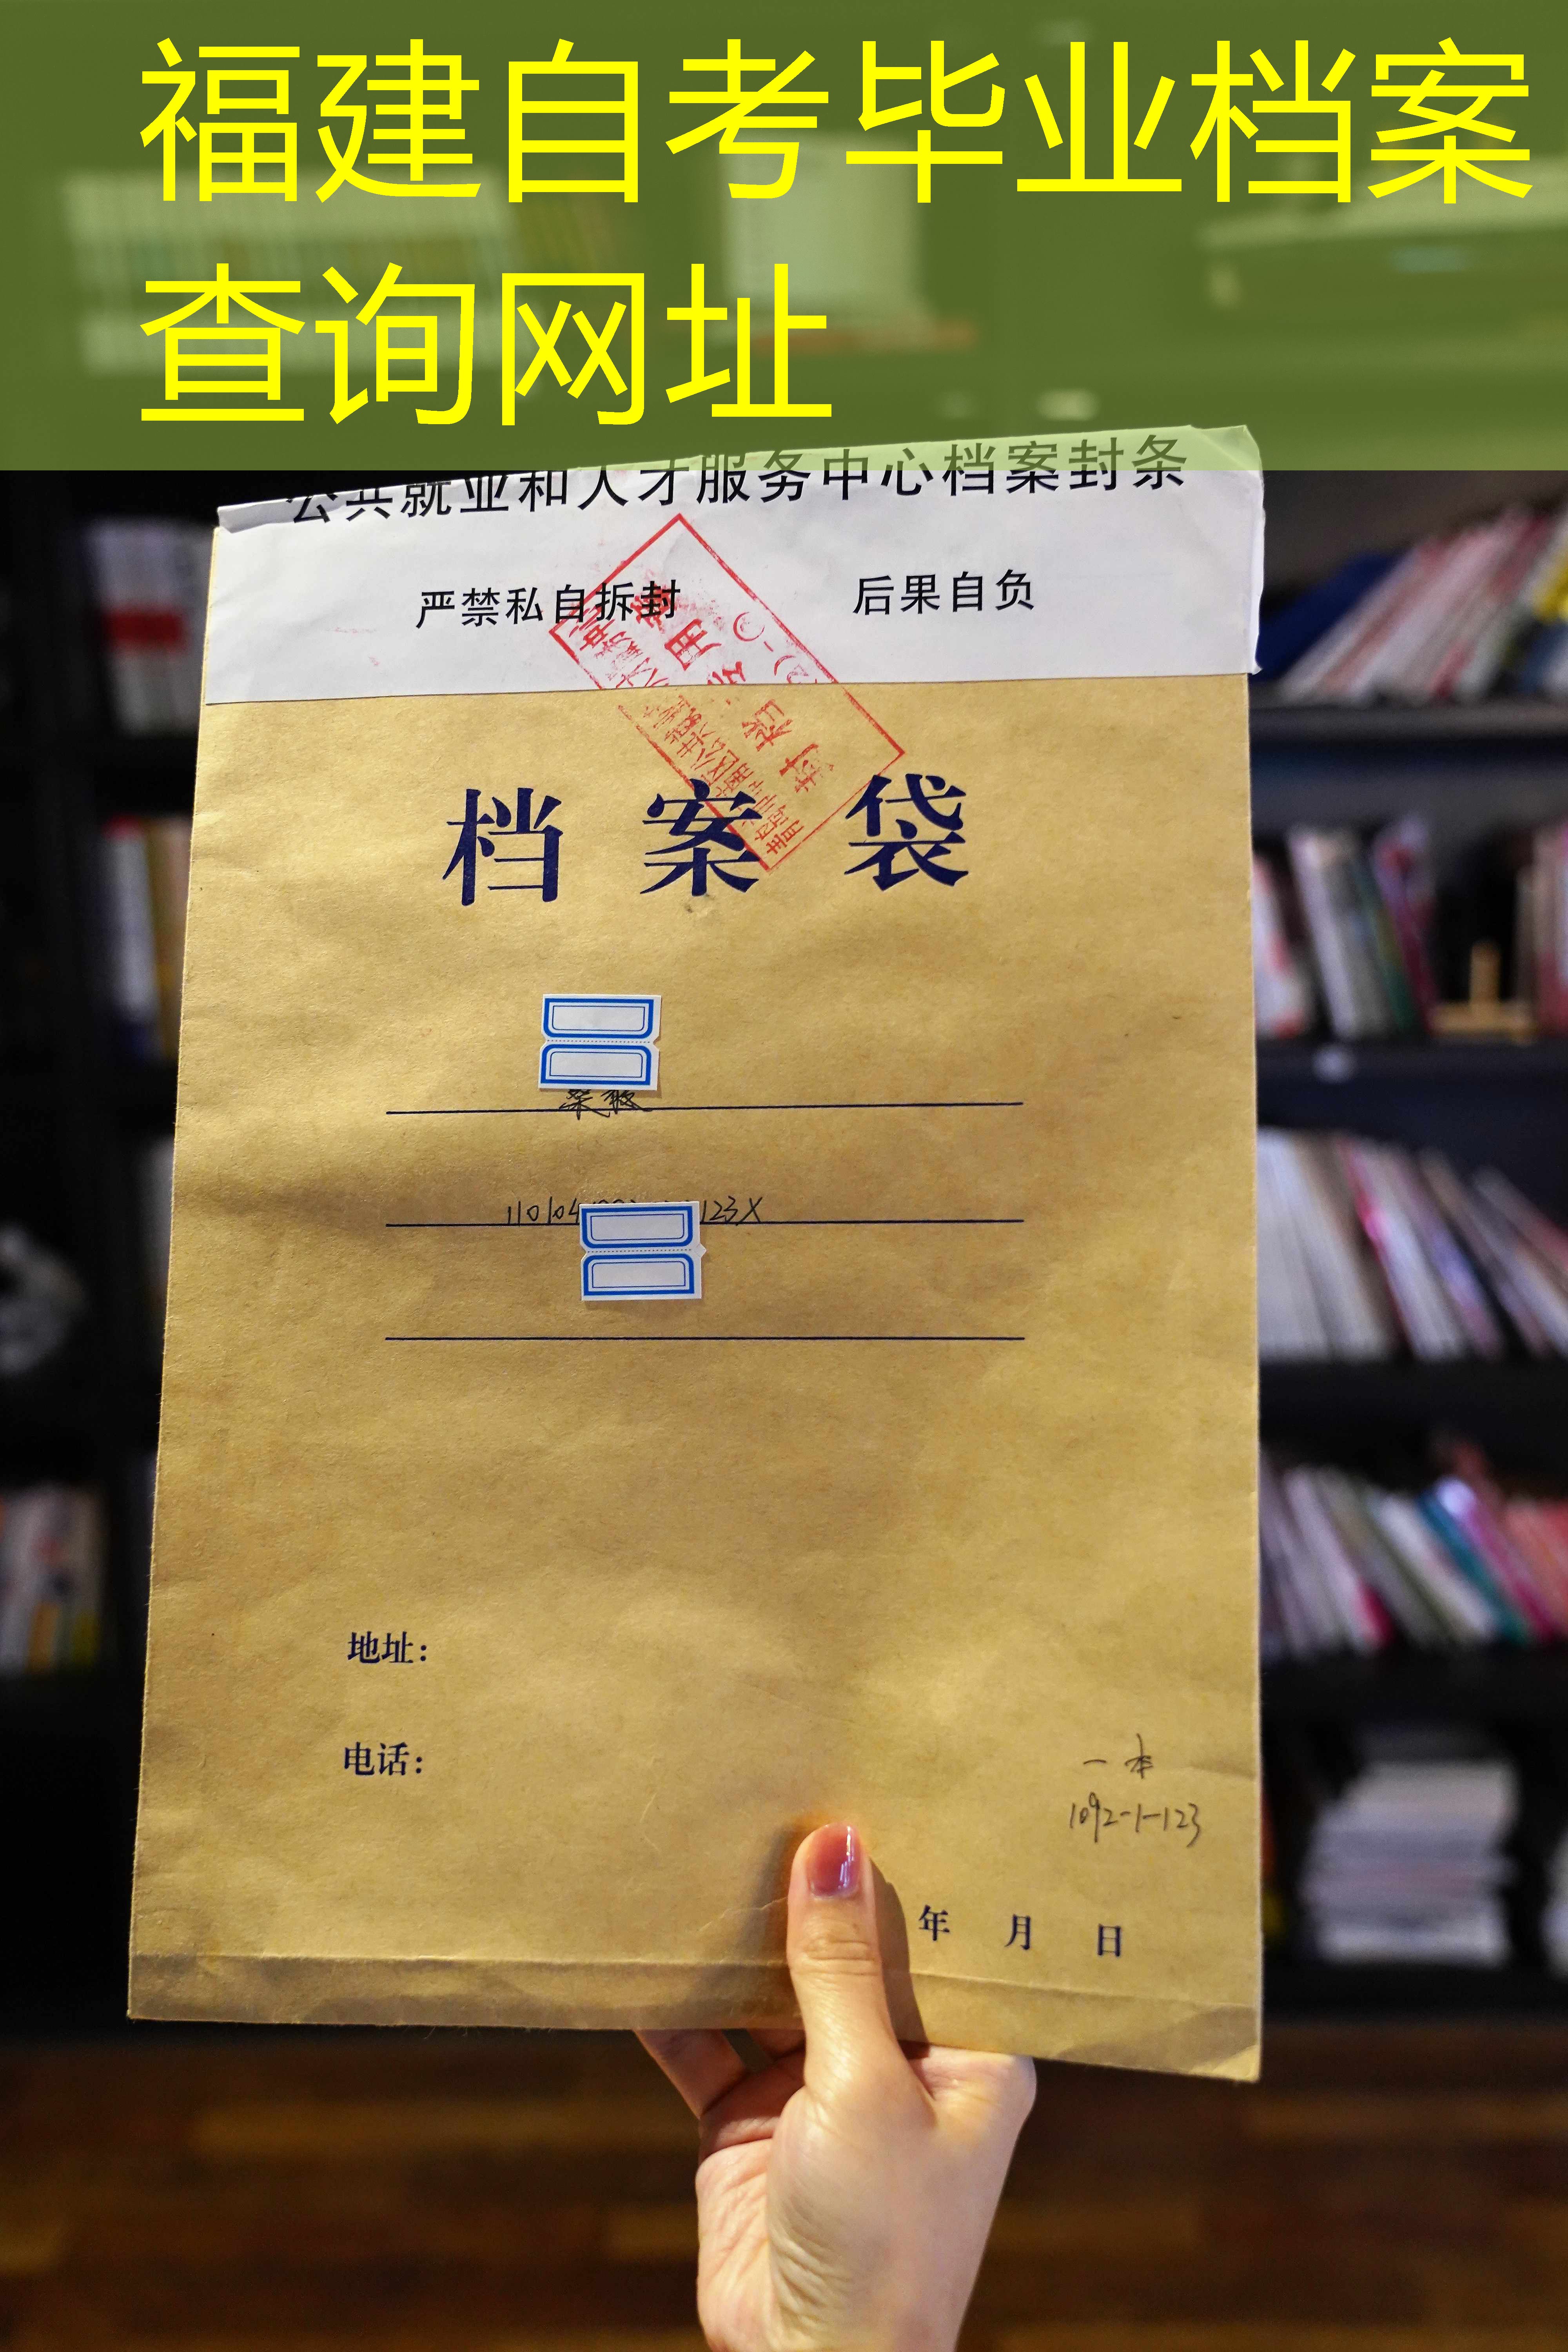 福建自考毕业档案
查询网址
公共就业和人才服务中心档案封条
严禁私自拆封 后果自负
档案袋
地址：
电话：
一本
1092-1-123
年 月 日